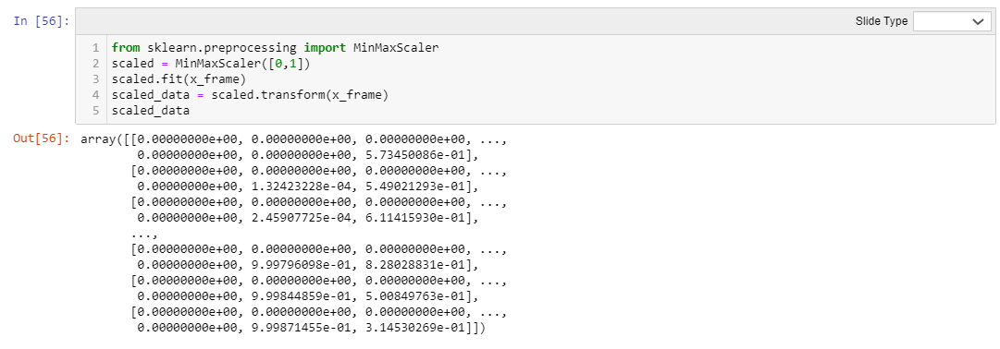 In [56]:
Slide Type
1 from sklearn.preprocessing import MinMaxScaler
2 scaled = MinMaxScaler([0,1])
3 scaled.fit(x_frame)
4 scaled_data = scaled.transform(x_frame)
5 scaled_data
Out[56]: array([[0.00000000e+00, 0.00000000e+00, 0.00000000e+00, ...,
0.00000000e+00, 0.00000000e+00, 5.73450086e-01],
[0.00000000e+00, 0.00000000e+00, 0.00000000e+00, ...,
0.00000000e+00, 1.32423228e-04, 5.49021293e-01],
[0.00000000e+00, 0.00000000e+00, 0.00000000e+00, ...,
0.00000000e+00, 2.45907725e-04, 6.11415930e-01],
...,
[0.00000000e+00, 0.00000000e+00, 0.00000000e+00, ...,
0.00000000e+00, 9.99796098e-01, 8.28028831e-01],
[0.00000000e+00, 0.00000000e+00, 0.00000000e+00, ...,
0.00000000e+00, 9.99844859e-01, 5.00849763e-01],
[0.00000000e+00, 0.00000000e+00, 0.00000000e+00, ...,
0.00000000e+00, 9.99871455e-01, 3.14530269e-01]])